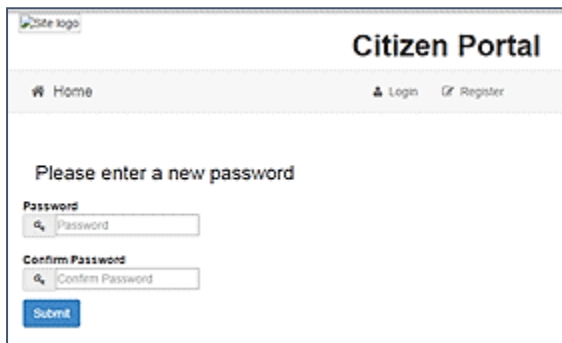 Site logo
Citizen Portal
Home
Login Register
Please enter a new password
Password
Password
Confirm Password
Confirm Password
Submit